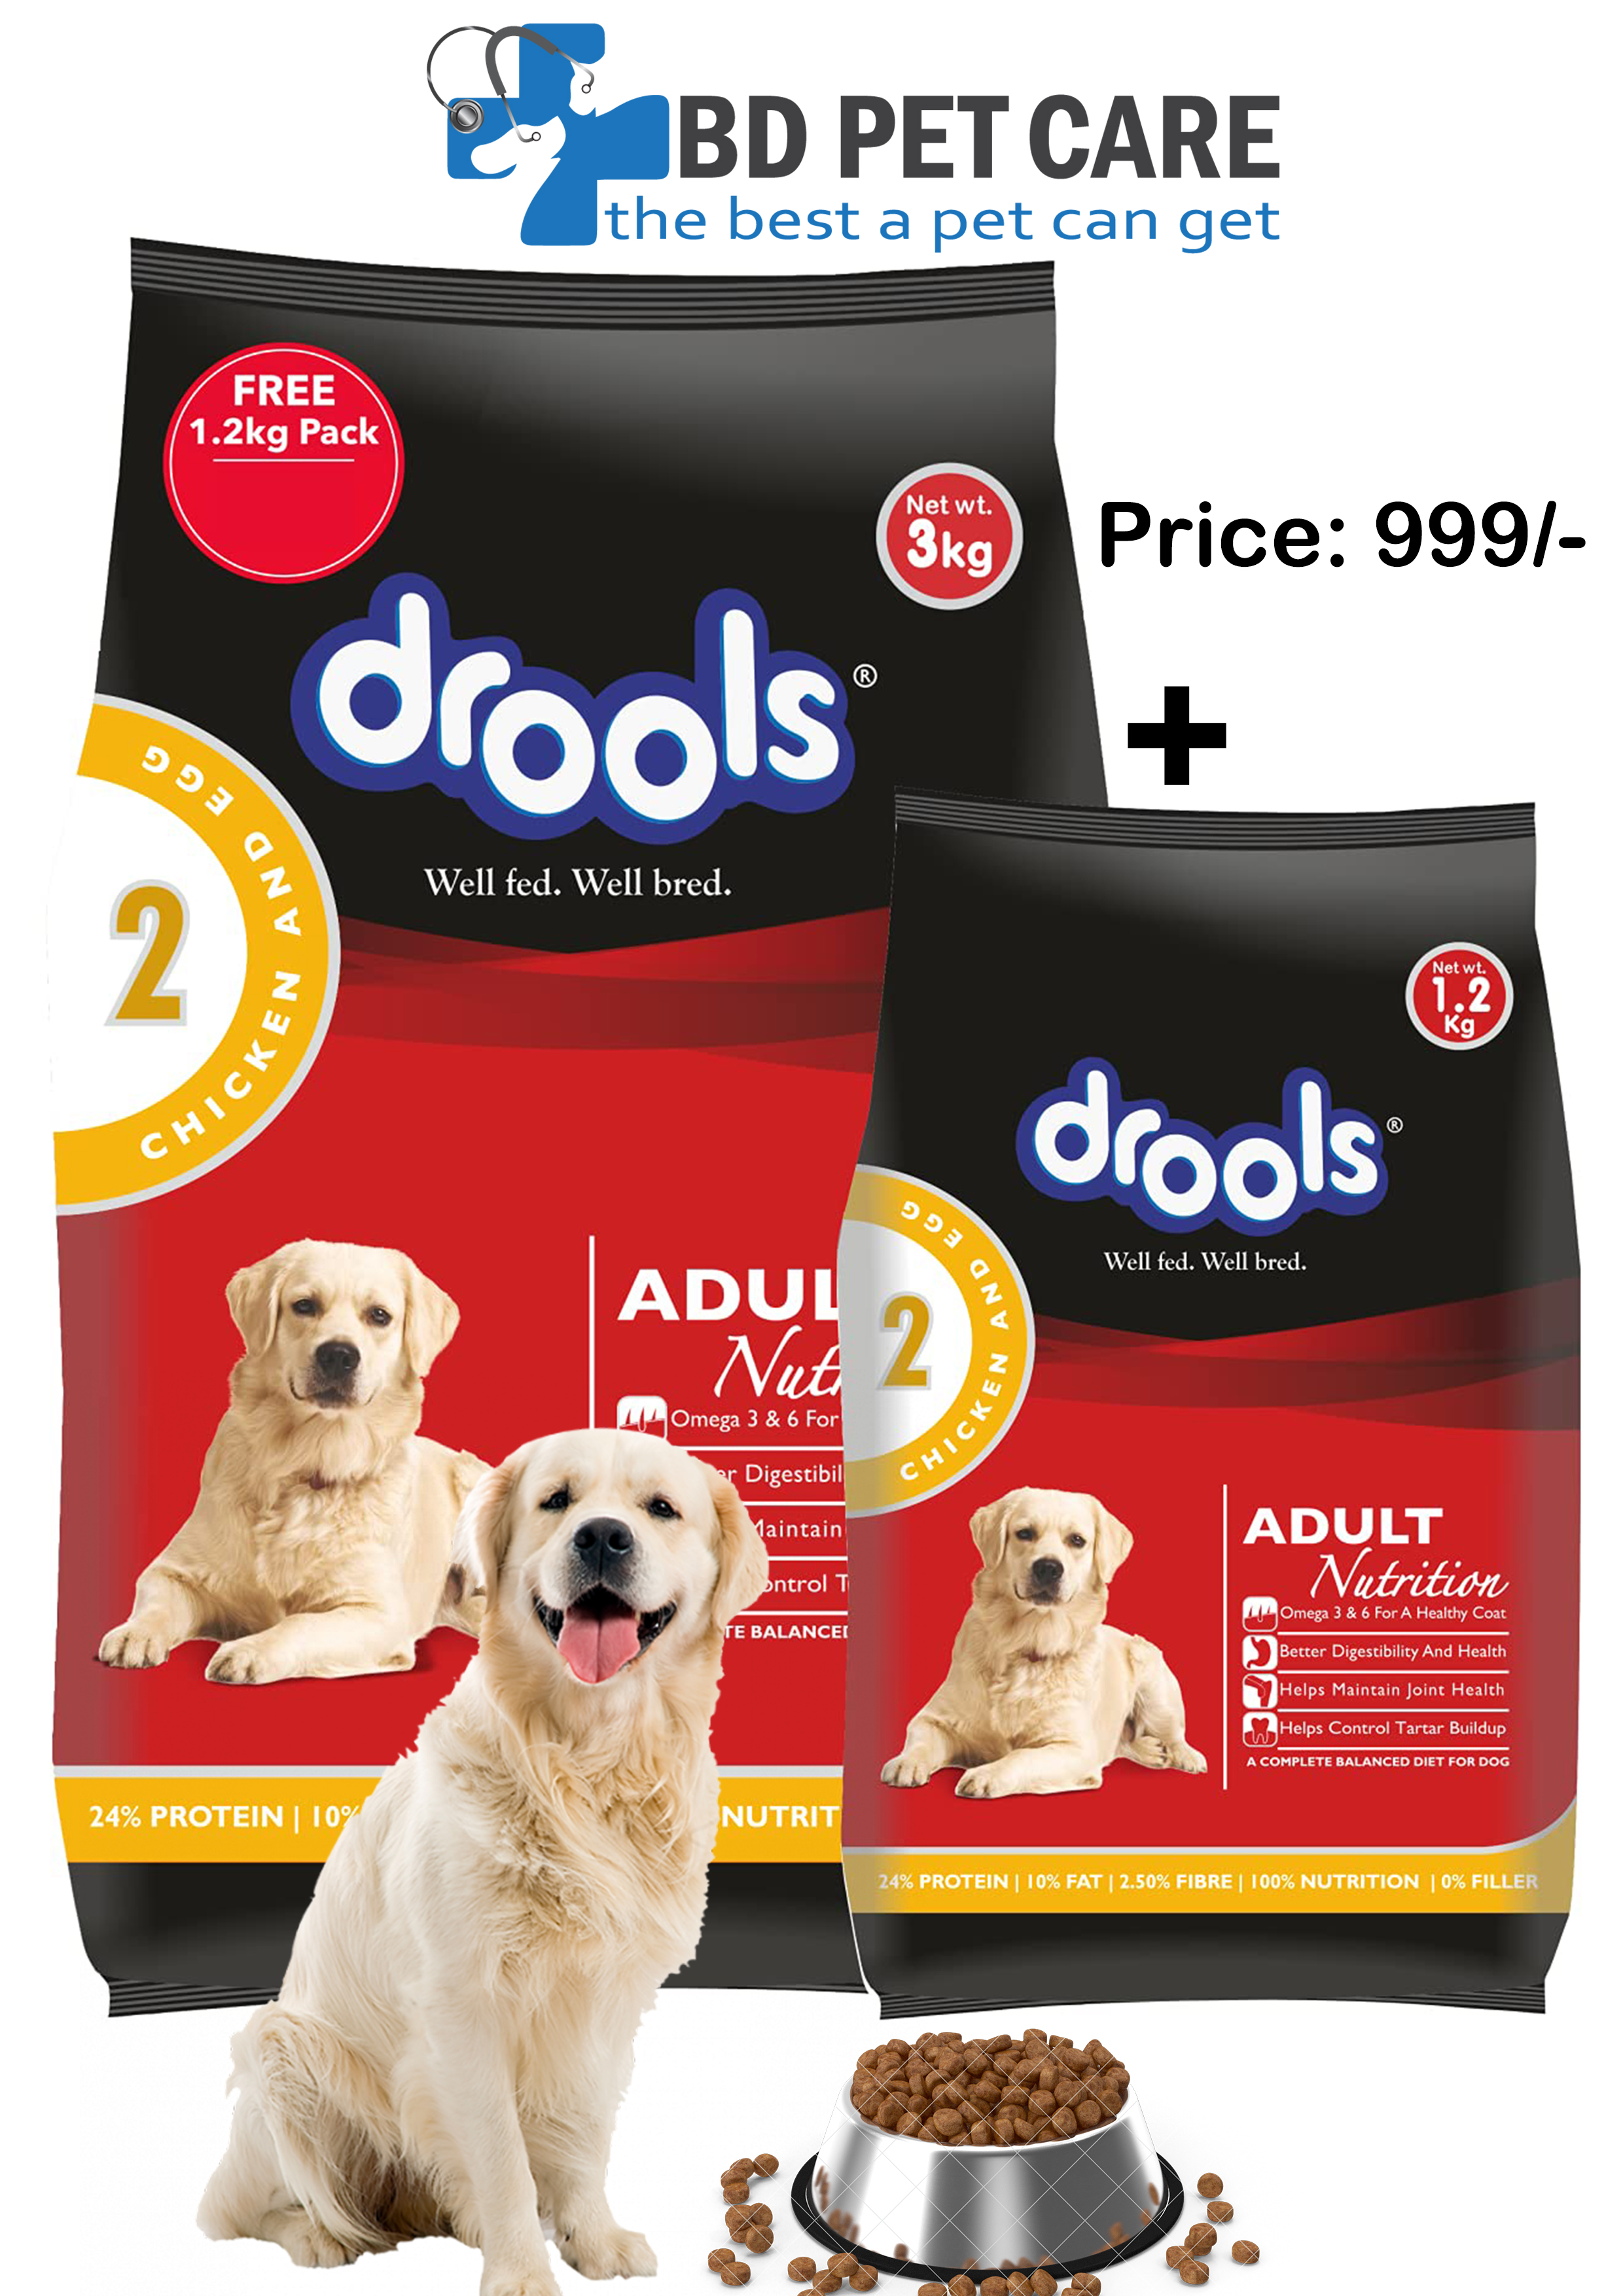 BD PET CARE
the best a pet can get
FREE
1.2kg Pack
Net wt.
3kg
Price: 999/-
drools®
+
Well fed. Well bred.
CHICKEN AND EGG
2
ADUL
Nutr
Omega 3 & 6 For
er Digestibil
Maintain
ontrol T
TE BALANCED
24% PROTEIN | 10%
NUTRIT
Net wt.
1.2
Kg
drools®
Well fed. Well bred.
CHICKEN AND EGG
2
ADULT
Nutrition
Omega 3 & 6 For A Healthy Coat
Better Digestibility And Health
Helps Maintain Joint Health
Helps Control Tartar Buildup
A COMPLETE BALANCED DIET FOR DOG
24% PROTEIN | 10% FAT | 2.50% FIBRE | 100% NUTRITION | 0% FILLER